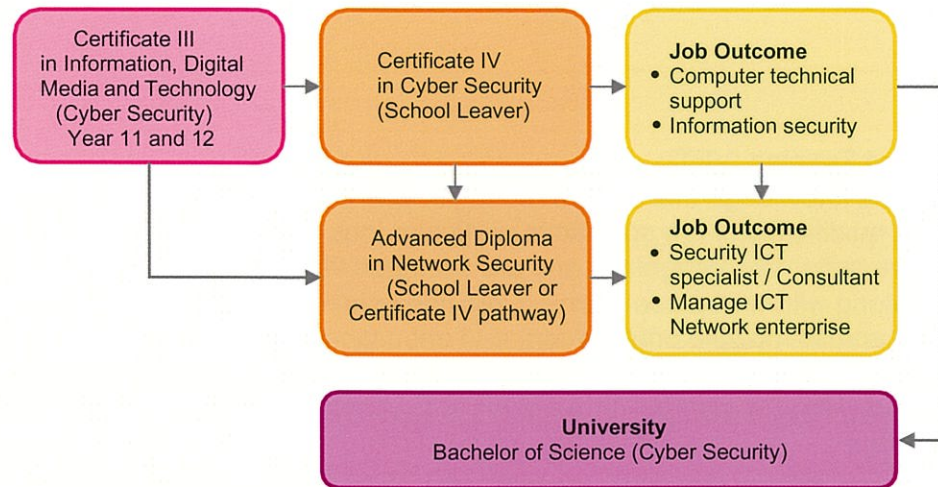 Certificate III
in Information, Digital
Media and Technology
(Cyber Security)
Year 11 and 12
Certificate IV
in Cyber Security
(School Leaver)
Job Outcome
• Computer technical
support
• Information security
Advanced Diploma
in Network Security
(School Leaver or
Certificate IV pathway)
Job Outcome
• Security ICT
specialist / Consultant
• Manage ICT
Network enterprise
University
Bachelor of Science (Cyber Security)